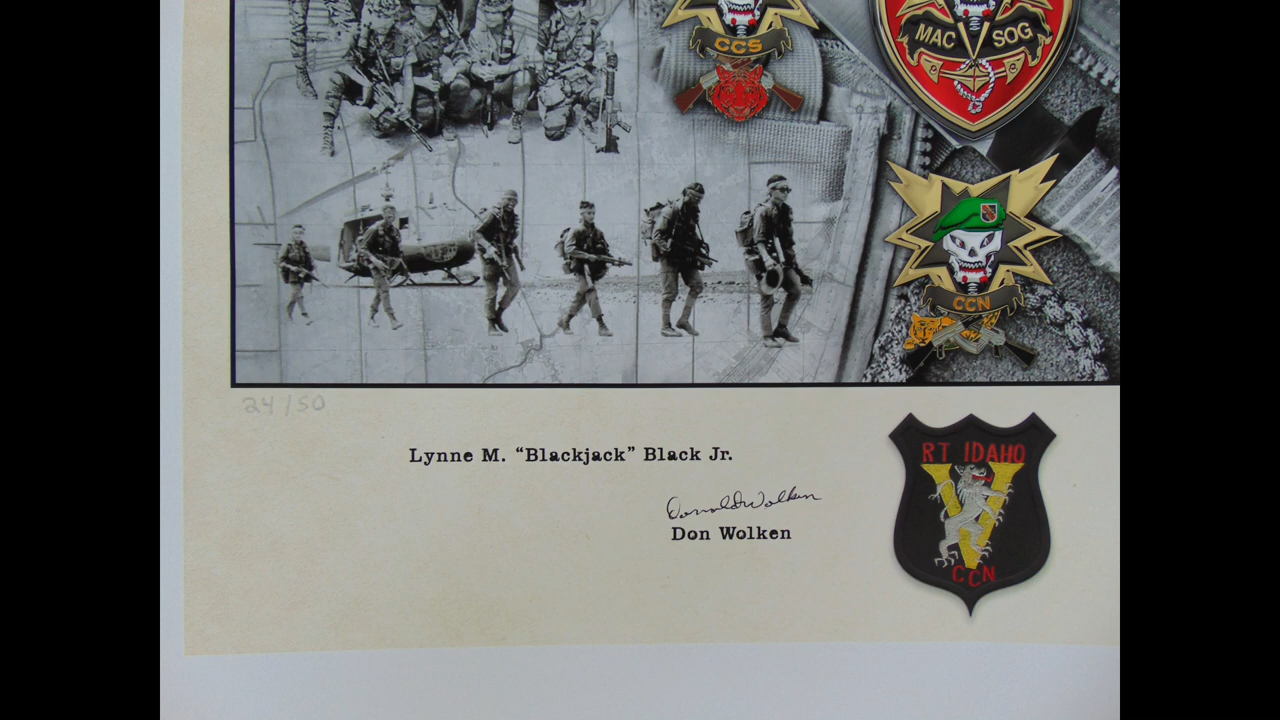 CCS
MAC SOG
CCN
24/50
Lynne M. “Blackjack” Black Jr.
Donald Wolken
Don Wolken
RT IDAHO
CCN